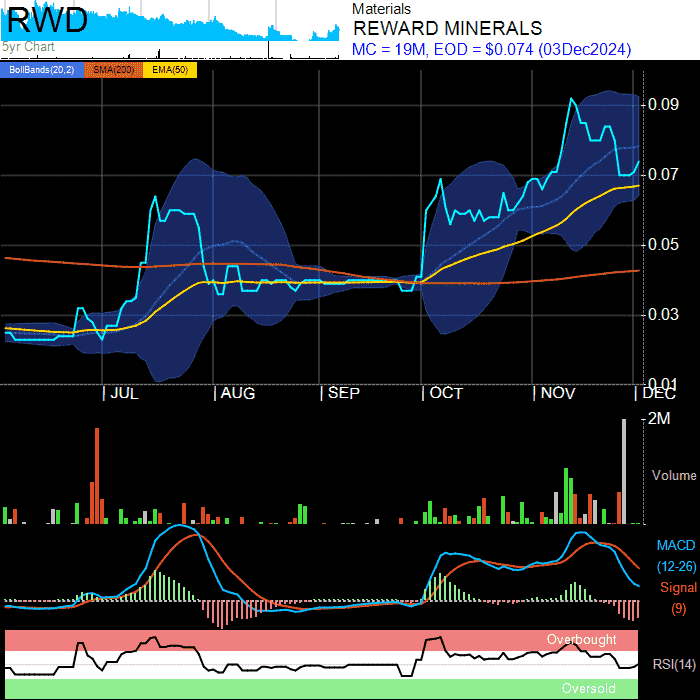 RWD
5yr Chart
Materials
REWARD MINERALS
MC = 19M, EOD = $0.074 (03Dec2024)
BollBands(20,2) SMA(200) EMA(50)
0.09
0.07
0.05
0.03
0.01
JUL AUG SEP OCT NOV DEC
2M
Volume
MACD
(12-26)
Signal
(9)
Overbought
RSI(14)
Oversold